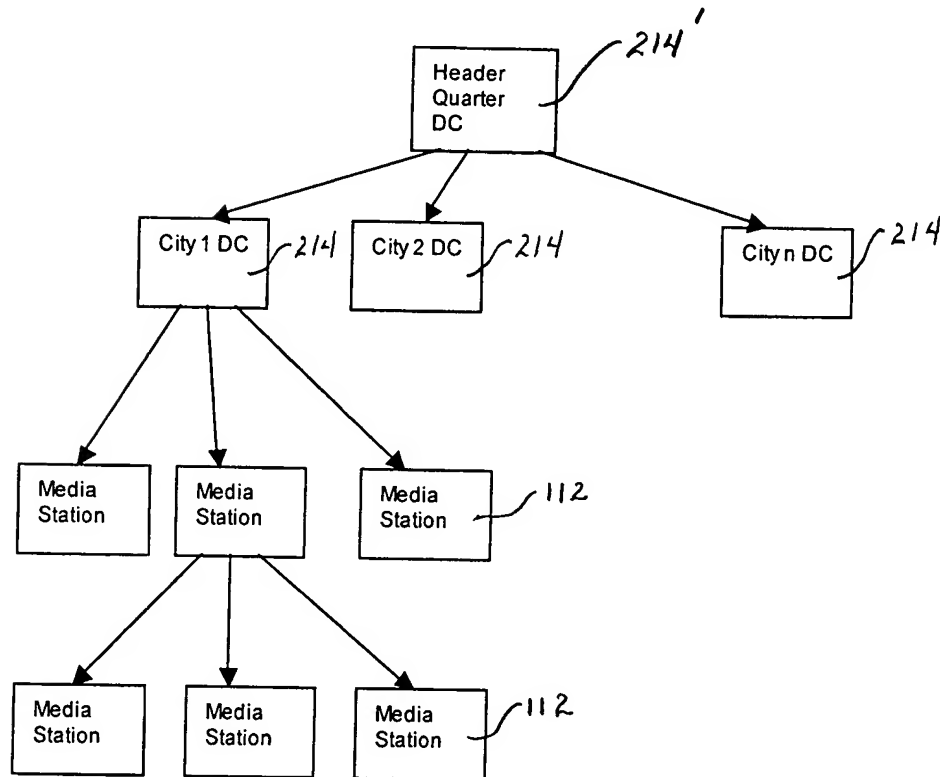 Header
Quarter
DC
214'
City 1 DC
214
City 2 DC
214
City n DC
214
Media
Station
Media
Station
Media
Station
112
Media
Station
Media
Station
Media
Station
112